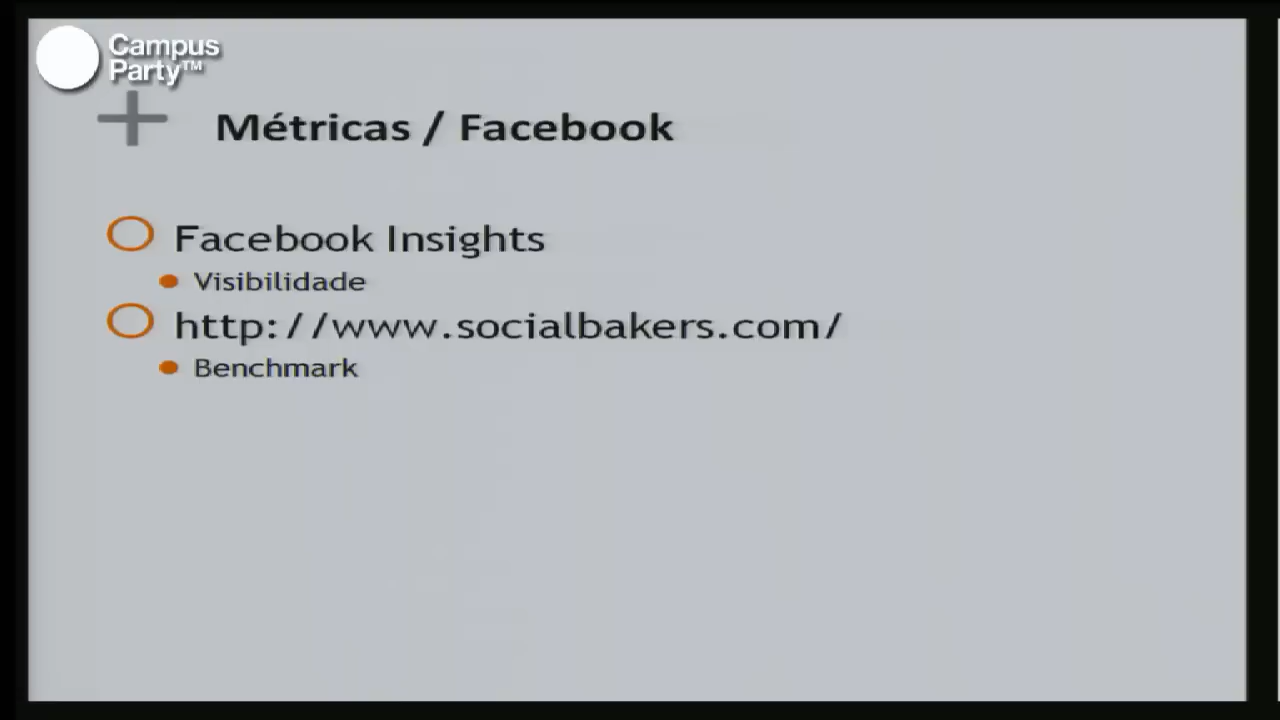 Campus
Party™
Métricas / Facebook
Facebook Insights
Visibilidade
http://www.socialbakers.com/
Benchmark